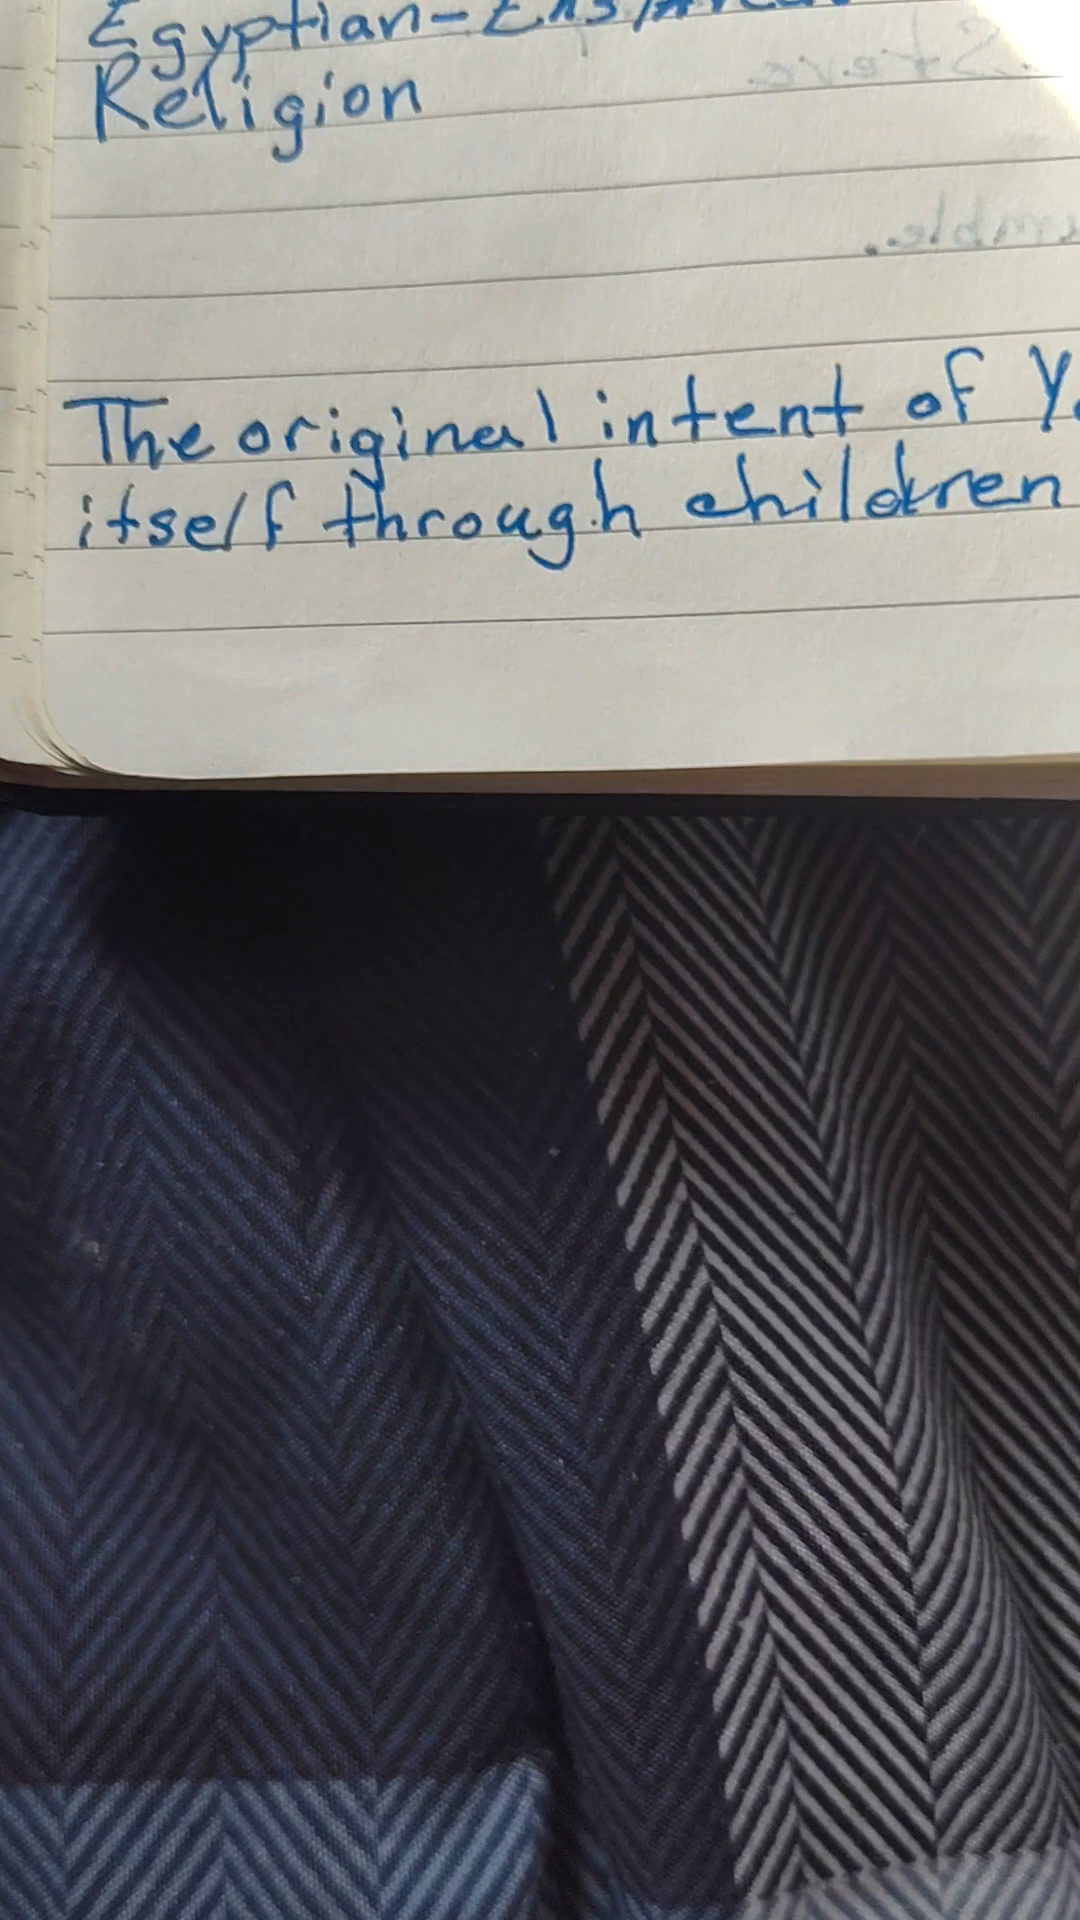 Egyptian-
Religion
The original intent of
itself through children